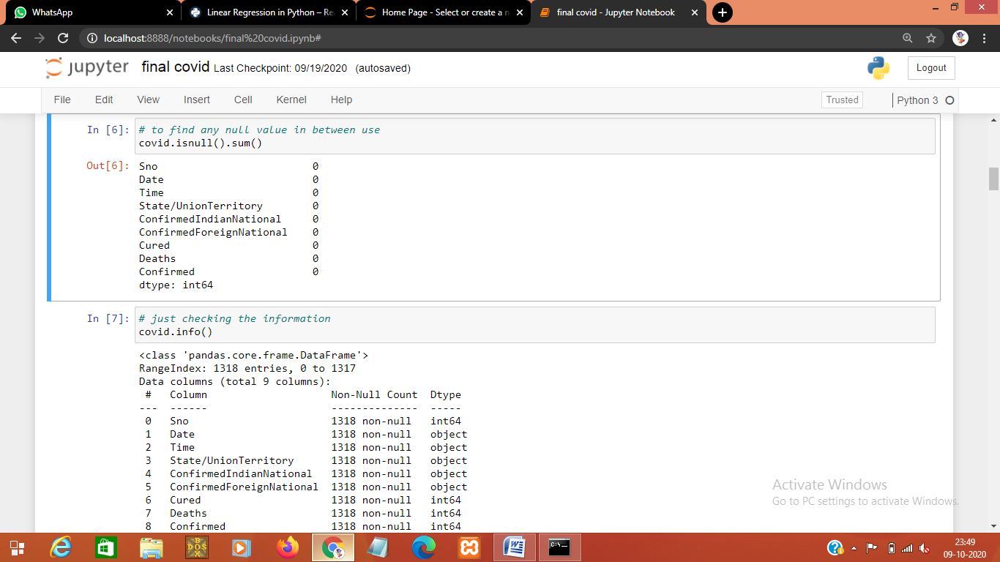 WhatsApp
Linear Regression in Python – Re
Home Page - Select or create a n
final covid - Jupyter Notebook
localhost:8888/notebooks/final%20covid.ipynb#
jupyter final covid Last Checkpoint: 09/19/2020 (autosaved)
Logout
File Edit View Insert Cell Kernel Help
Trusted
Python 3
In [6]: # to find any null value in between use
covid.isnull().sum()
Out[6]: Sno 0
Date 0
Time 0
State/UnionTerritory 0
ConfirmedIndianNational 0
ConfirmedForeignNational 0
Cured 0
Deaths 0
Confirmed 0
dtype: int64
In [7]: # just checking the information
covid.info()
<class 'pandas.core.frame.DataFrame'>
RangeIndex: 1318 entries, 0 to 1317
Data columns (total 9 columns):
# Column Non-Null Count Dtype
--- ------ -------------- -----
0 Sno 1318 non-null int64
1 Date 1318 non-null object
2 Time 1318 non-null object
3 State/UnionTerritory 1318 non-null object
4 ConfirmedIndianNational 1318 non-null object
5 ConfirmedForeignNational 1318 non-null object
6 Cured 1318 non-null int64
7 Deaths 1318 non-null int64
8 Confirmed 1318 non-null int64
Activate Windows
Go to PC settings to activate Windows.
23:49
09-10-2020